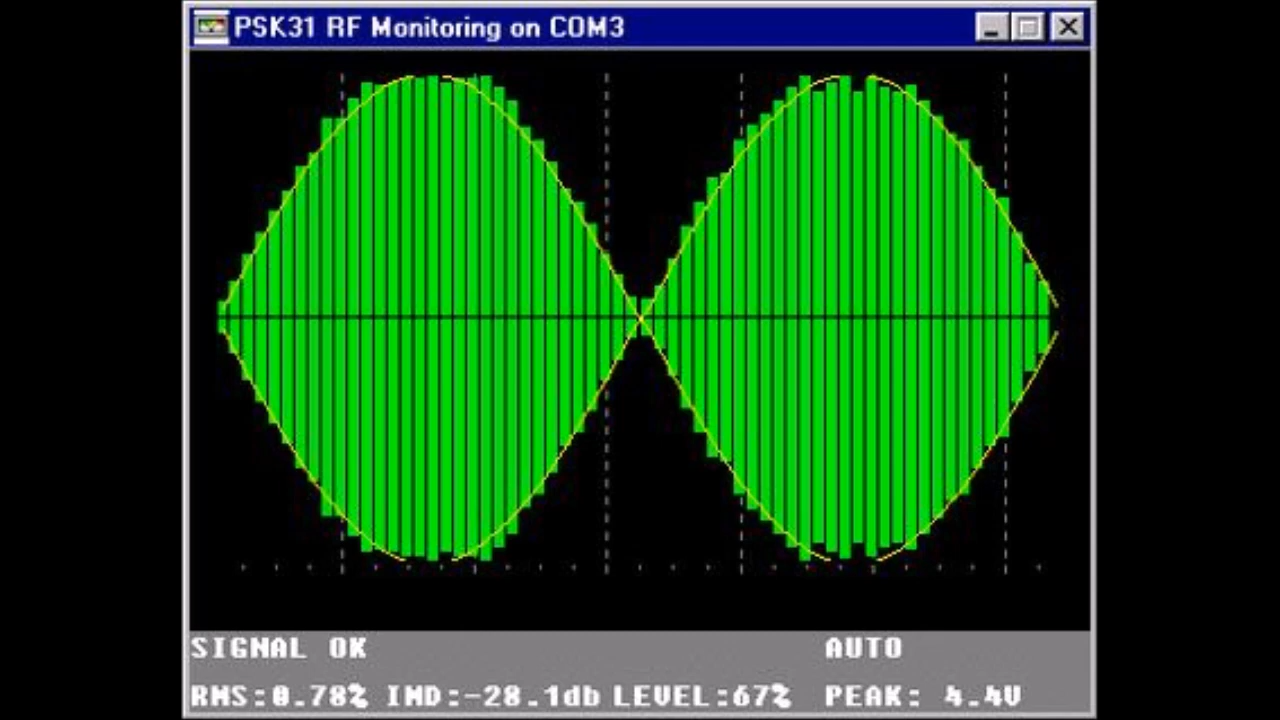 PSK31 RF Monitoring on COM3
SIGNAL OK AUTO
RMS:0.78% IMD:-28.1db LEVEL:67% PEAK: 4.4V